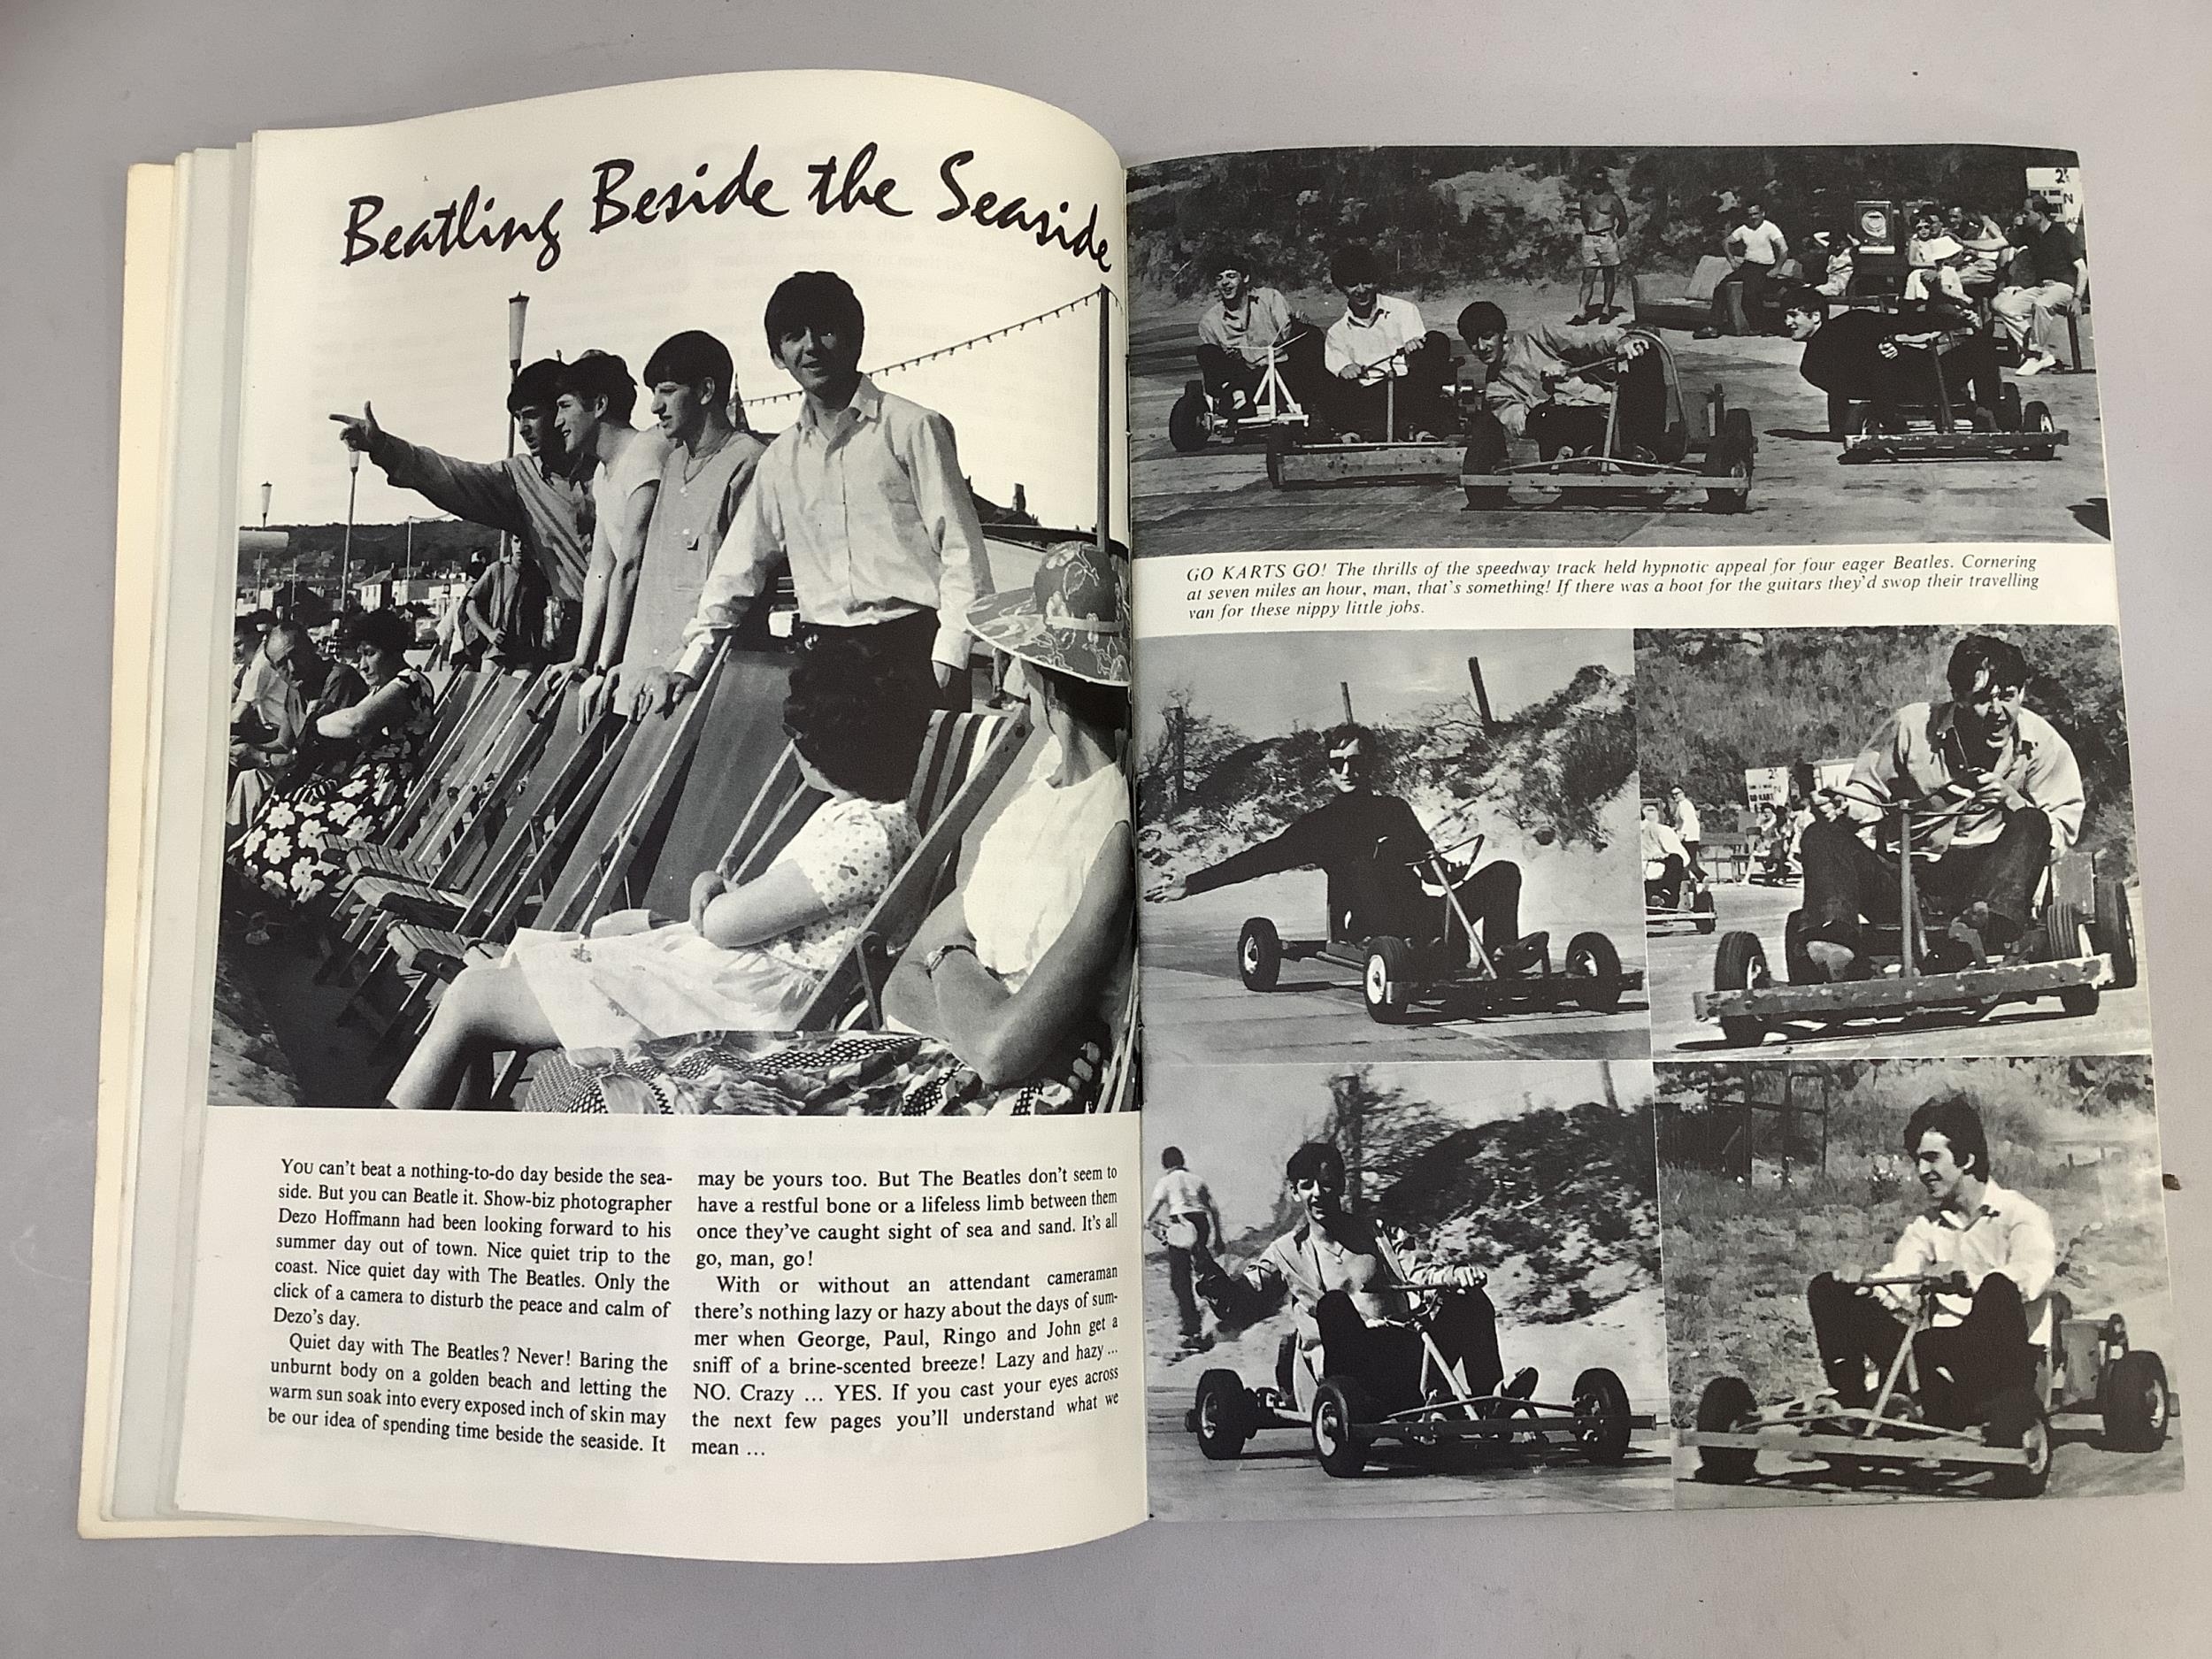 Beatling Beside the Seaside
You can't beat a nothing-to-do day beside the sea-
side. But you can Beatle it. Show-biz photographer
Dezo Hoffmann had been looking forward to his
summer day out of town. Nice quiet trip to the
coast. Nice quiet day with The Beatles. Only the
click of a camera to disturb the peace and calm of
Dezo's day.
Quiet day with The Beatles? Never! Baring the
unburnt body on a golden beach and letting the
warm sun soak into every exposed inch of skin may
be our idea of spending time beside the seaside. It
may be yours too. But The Beatles don't seem to
have a restful bone or a lifeless limb between them
once they've caught sight of sea and sand. It's all
go, man, go!
With or without an attendant cameraman
there's nothing lazy or hazy about the days of sum-
mer when George, Paul, Ringo and John get a
sniff of a brine-scented breeze! Lazy and hazy ...
NO. Crazy ... YES. If you cast your eyes across
the next few pages you'll understand what we
mean ...
GO KARTS GO! The thrills of the speedway track held hypnotic appeal for four eager Beatles. Cornering
at seven miles an hour, man, that's something! If there was a boot for the guitars they'd swop their travelling
van for these nippy little jobs.